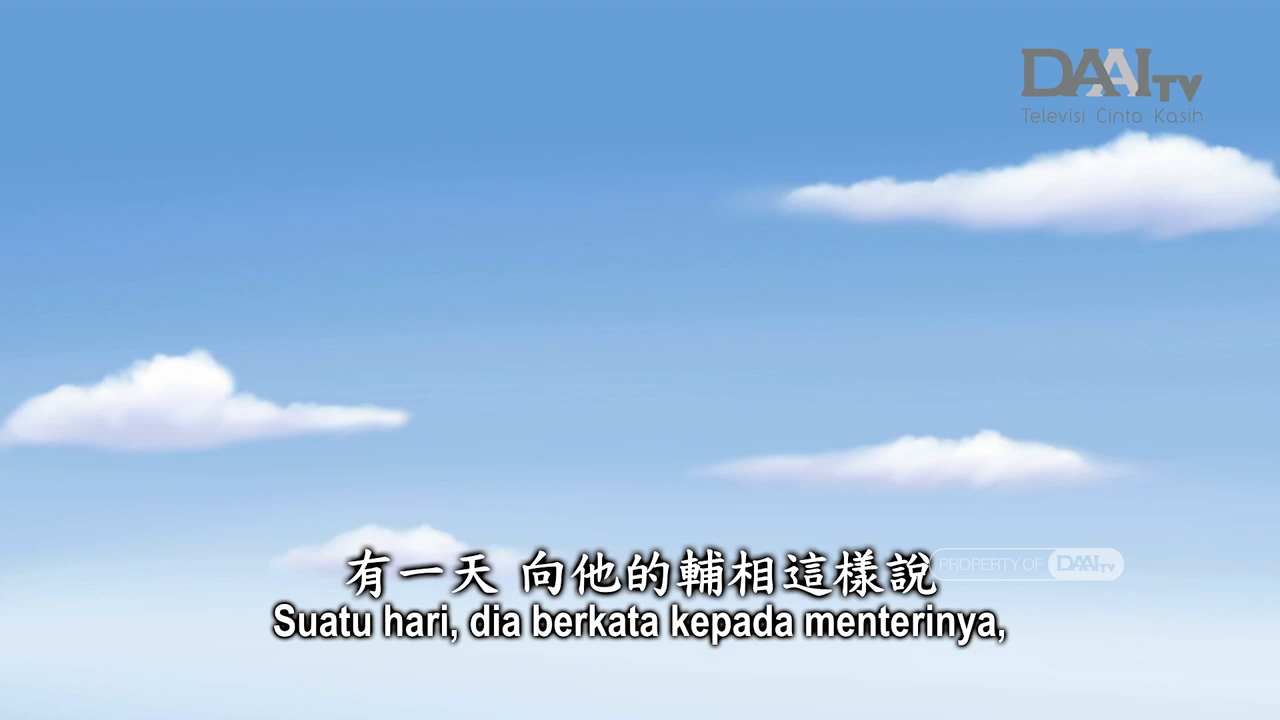 DAAI TV
Televisi Cinta Kasih
有一天 向他的輔相這樣說
PROPERTY OF DAAI TV
Suatu hari, dia berkata kepada menterinya,